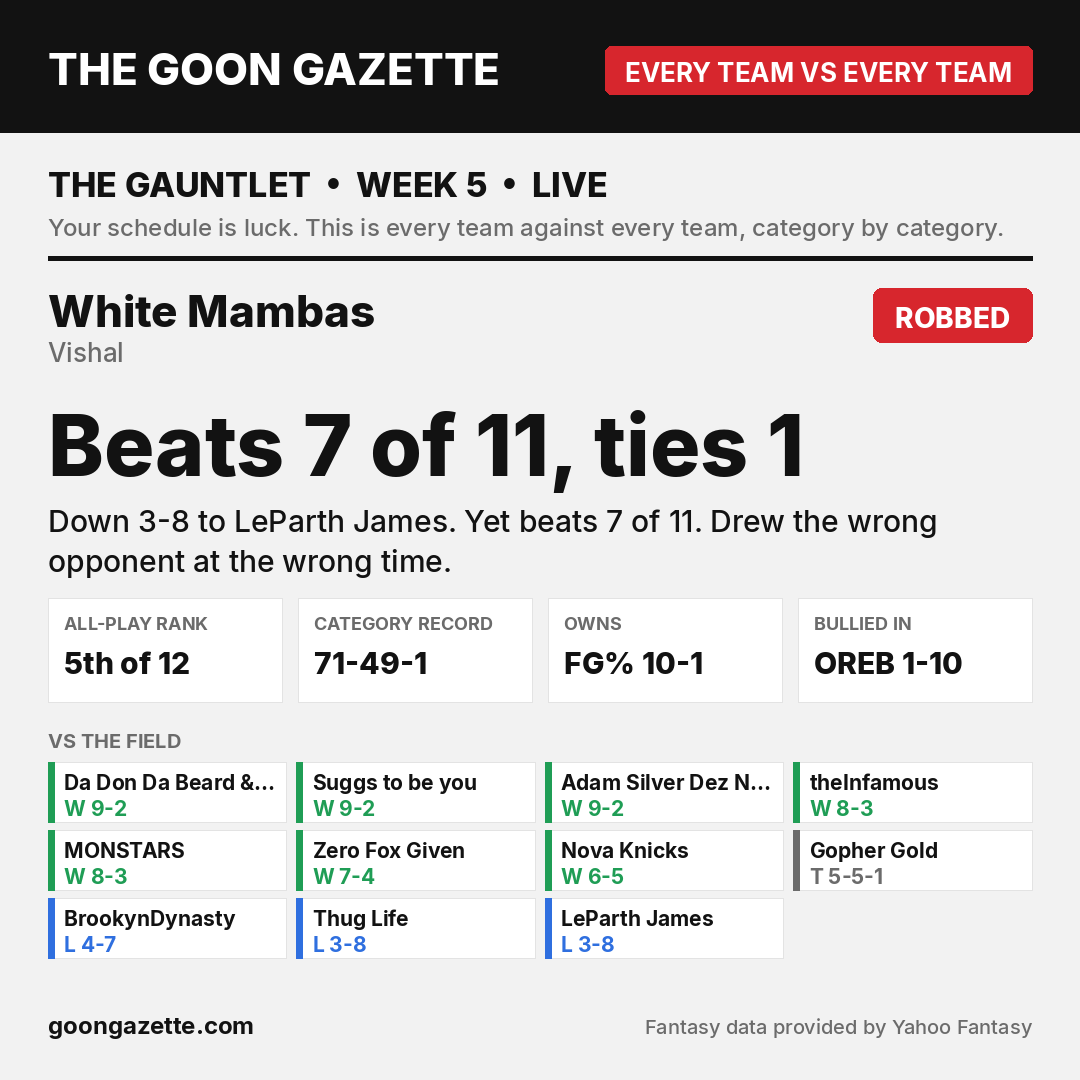 THE GOON GAZETTE
EVERY TEAM VS EVERY TEAM
THE GAUNTLET • WEEK 5 • LIVE
Your schedule is luck. This is every team against every team, category by category.
White Mambas
ROBBED
Vishal
Beats 7 of 11, ties 1
Down 3-8 to LeParth James. Yet beats 7 of 11. Drew the wrong
opponent at the wrong time.
ALL-PLAY RANK
5th of 12
CATEGORY RECORD
71-49-1
OWNS
FG% 10-1
BULLIED IN
OREB 1-10
VS THE FIELD
Da Don Da Beard &...
W 9-2
Suggs to be you
W 9-2
Adam Silver Dez N...
W 9-2
theInfamous
W 8-3
MONSTARS
W 8-3
Zero Fox Given
W 7-4
Nova Knicks
W 6-5
Gopher Gold
T 5-5-1
BrookynDynasty
L 4-7
Thug Life
L 3-8
LeParth James
L 3-8
goongazette.com
Fantasy data provided by Yahoo Fantasy